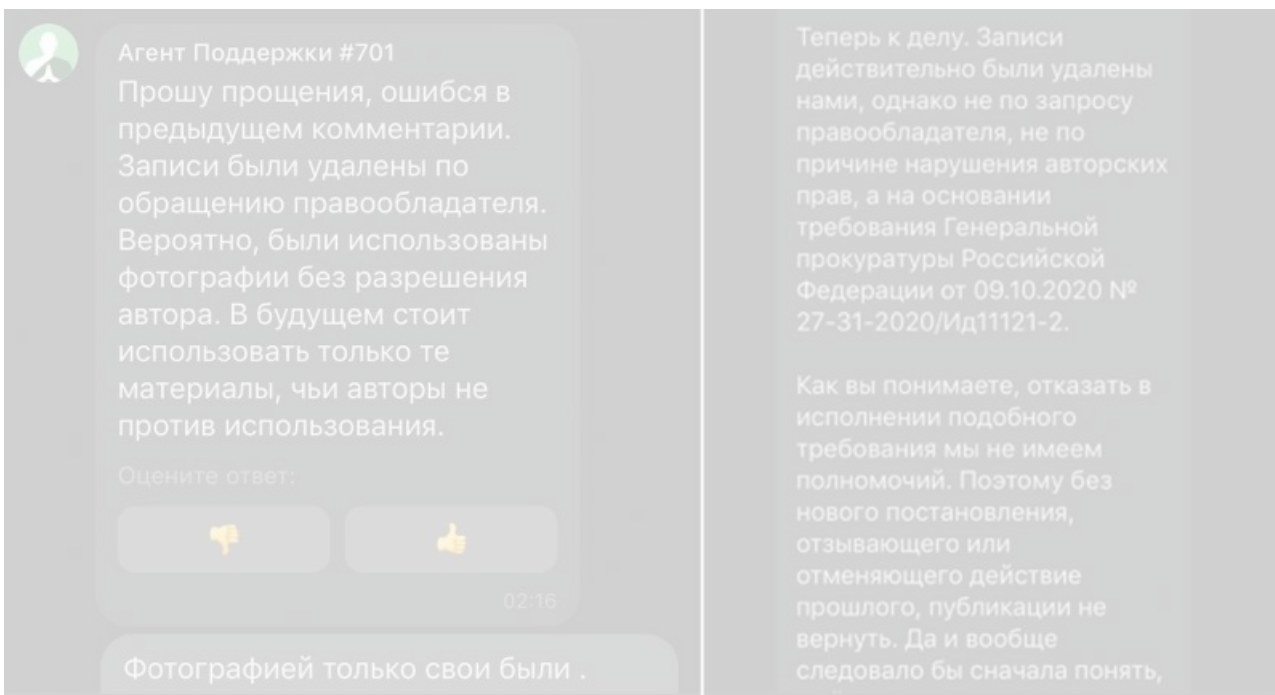 Агент Поддержки #701
Прошу прощения, ошибся в
предыдущем комментарии.
Записи были удалены по
обращению правообладателя.
Вероятно, были использованы
фотографии без разрешения
автора. В будущем стоит
использовать только те
материалы, чьи авторы не
против использования.
Оцените ответ:
02:16
Фотографией только свои были .
Теперь к делу. Записи
действительно были удалены
нами, однако не по запросу
правообладателя, не по
причине нарушения авторских
прав, а на основании
требования Генеральной
прокуратуры Российской
Федерации от 09.10.2020 №
27-31-2020/Ид11121-2.
Как вы понимаете, отказать в
исполнении подобного
требования мы не имеем
полномочий. Поэтому без
нового постановления,
отзывающего или
отменяющего действие
прошлого, публикации не
вернуть. Да и вообще
следовало бы сначала понять,